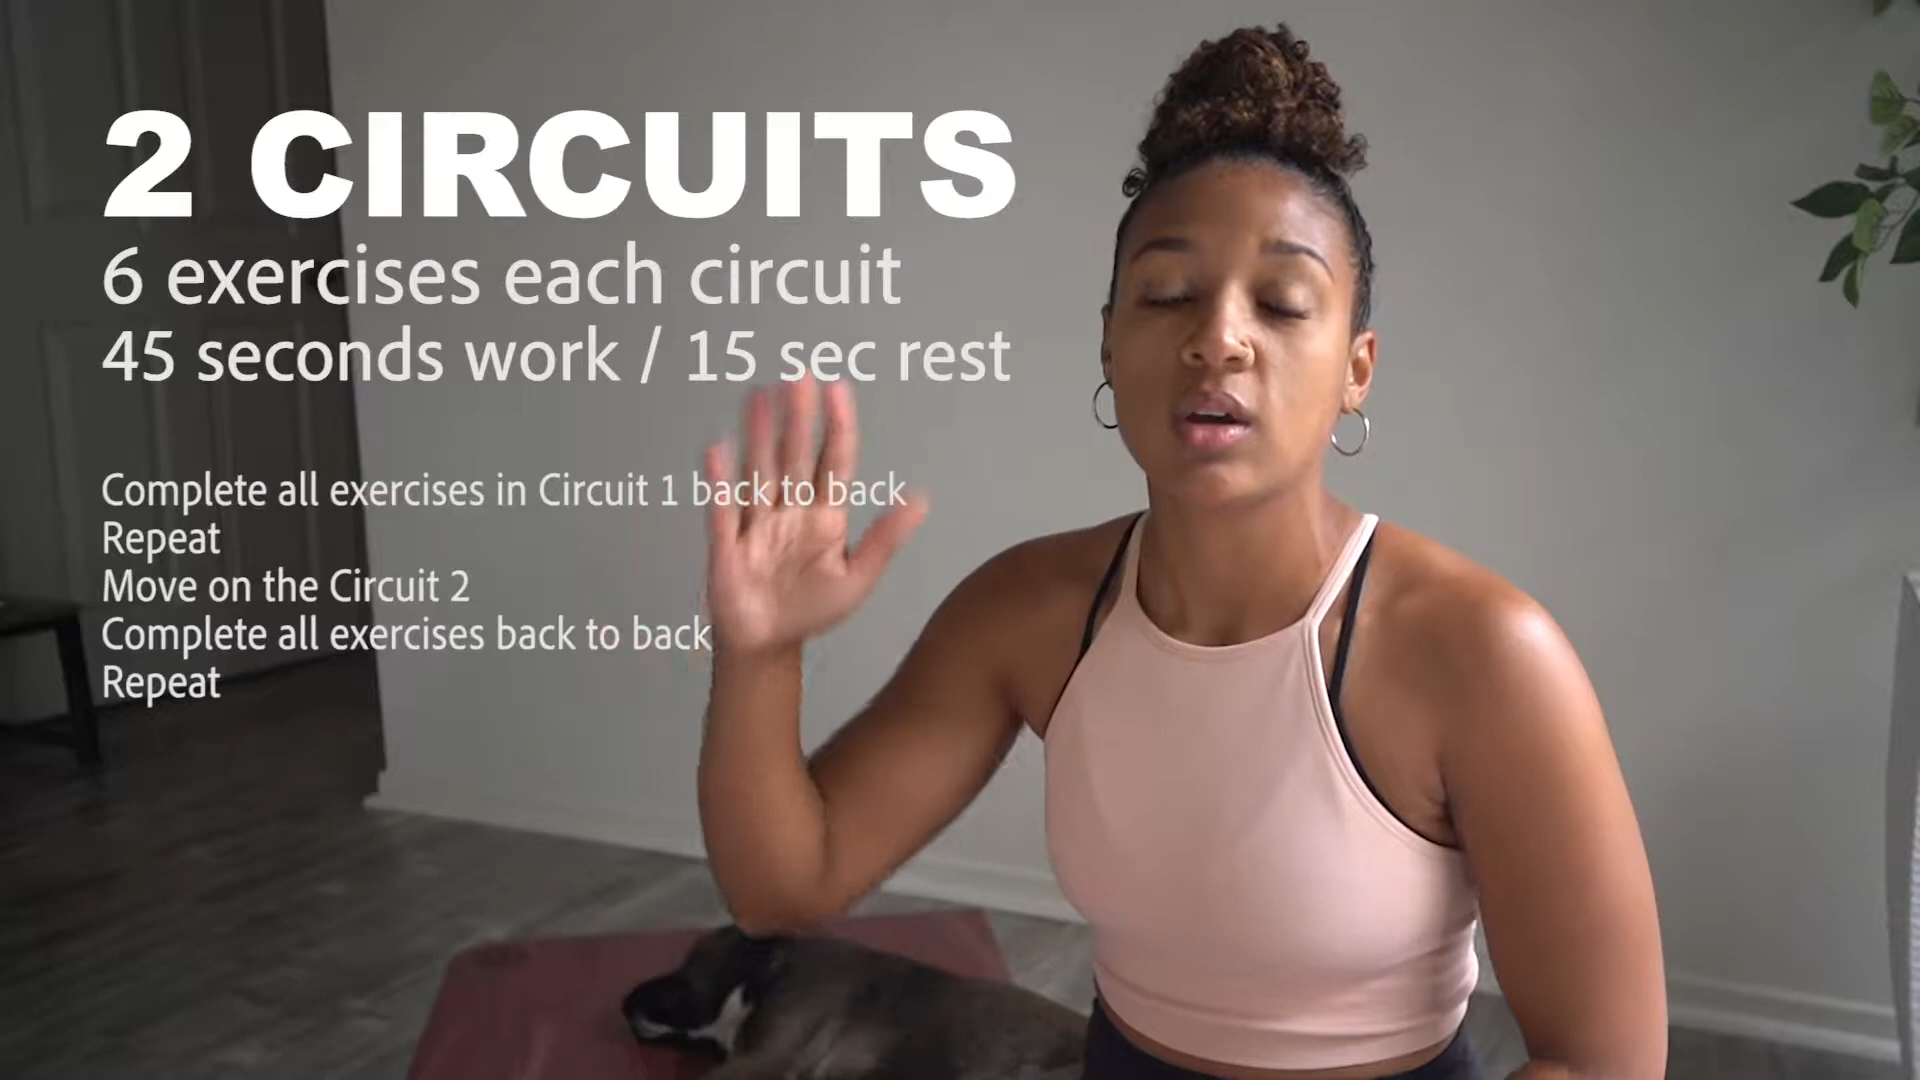 2 CIRCUITS
6 exercises each circuit
45 seconds work / 15 sec rest
Complete all exercises in Circuit 1 back to back
Repeat
Move on the Circuit 2
Complete all exercises back to back
Repeat